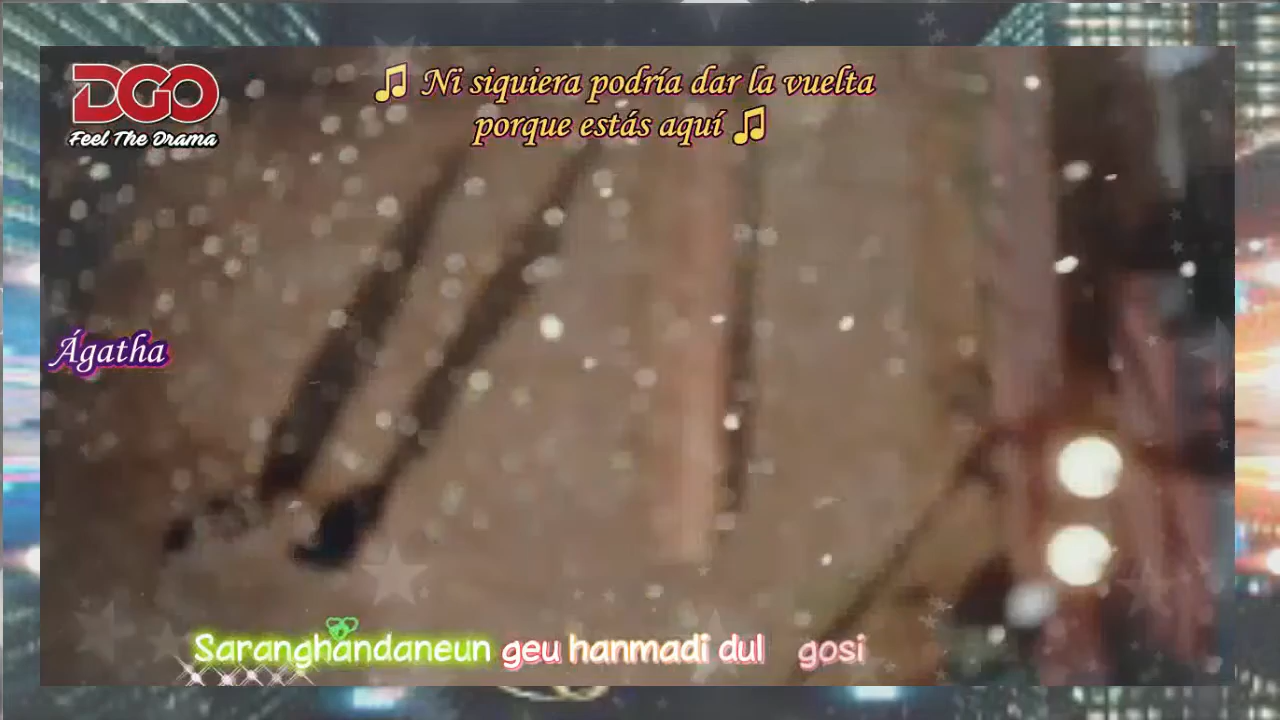 DGO
Feel The Drama
♫ Ni siquiera podría dar la vuelta
porque estás aquí ♫
Ágatha
Saranghandaneun geu hanmadi dul gosi